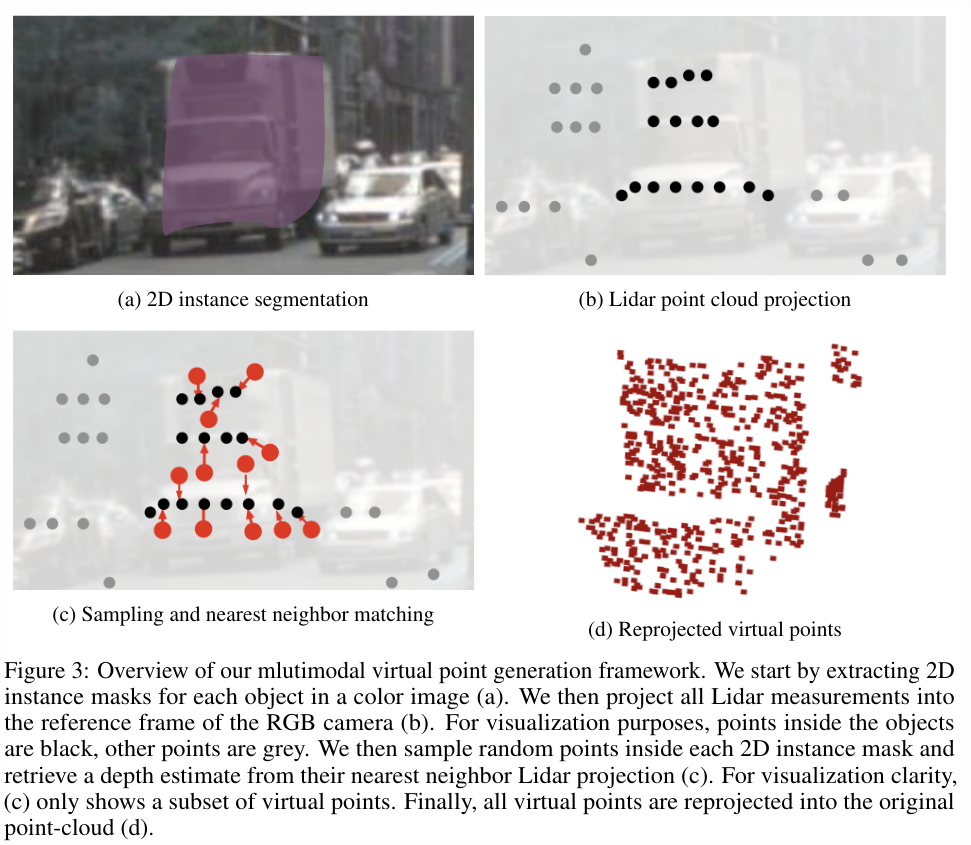 (a) 2D instance segmentation
(b) Lidar point cloud projection
(c) Sampling and nearest neighbor matching
(d) Reprojected virtual points
Figure 3: Overview of our mlutimodal virtual point generation framework. We start by extracting 2D
instance masks for each object in a color image (a). We then project all Lidar measurements into
the reference frame of the RGB camera (b). For visualization purposes, points inside the objects
are black, other points are grey. We then sample random points inside each 2D instance mask and
retrieve a depth estimate from their nearest neighbor Lidar projection (c). For visualization clarity,
(c) only shows a subset of virtual points. Finally, all virtual points are reprojected into the original
point-cloud (d).